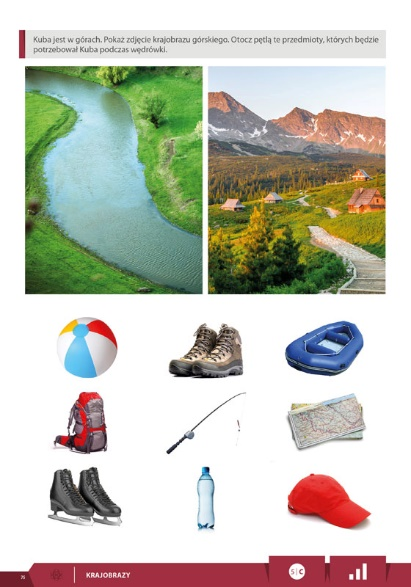 Kuba jest w górach. Pokaż zdjęcie krajobrazu górskiego. Otocz pętlą te przedmioty, których będzie
potrzebował Kuba podczas wędrówki.
KRAJOBRAZY
S|C